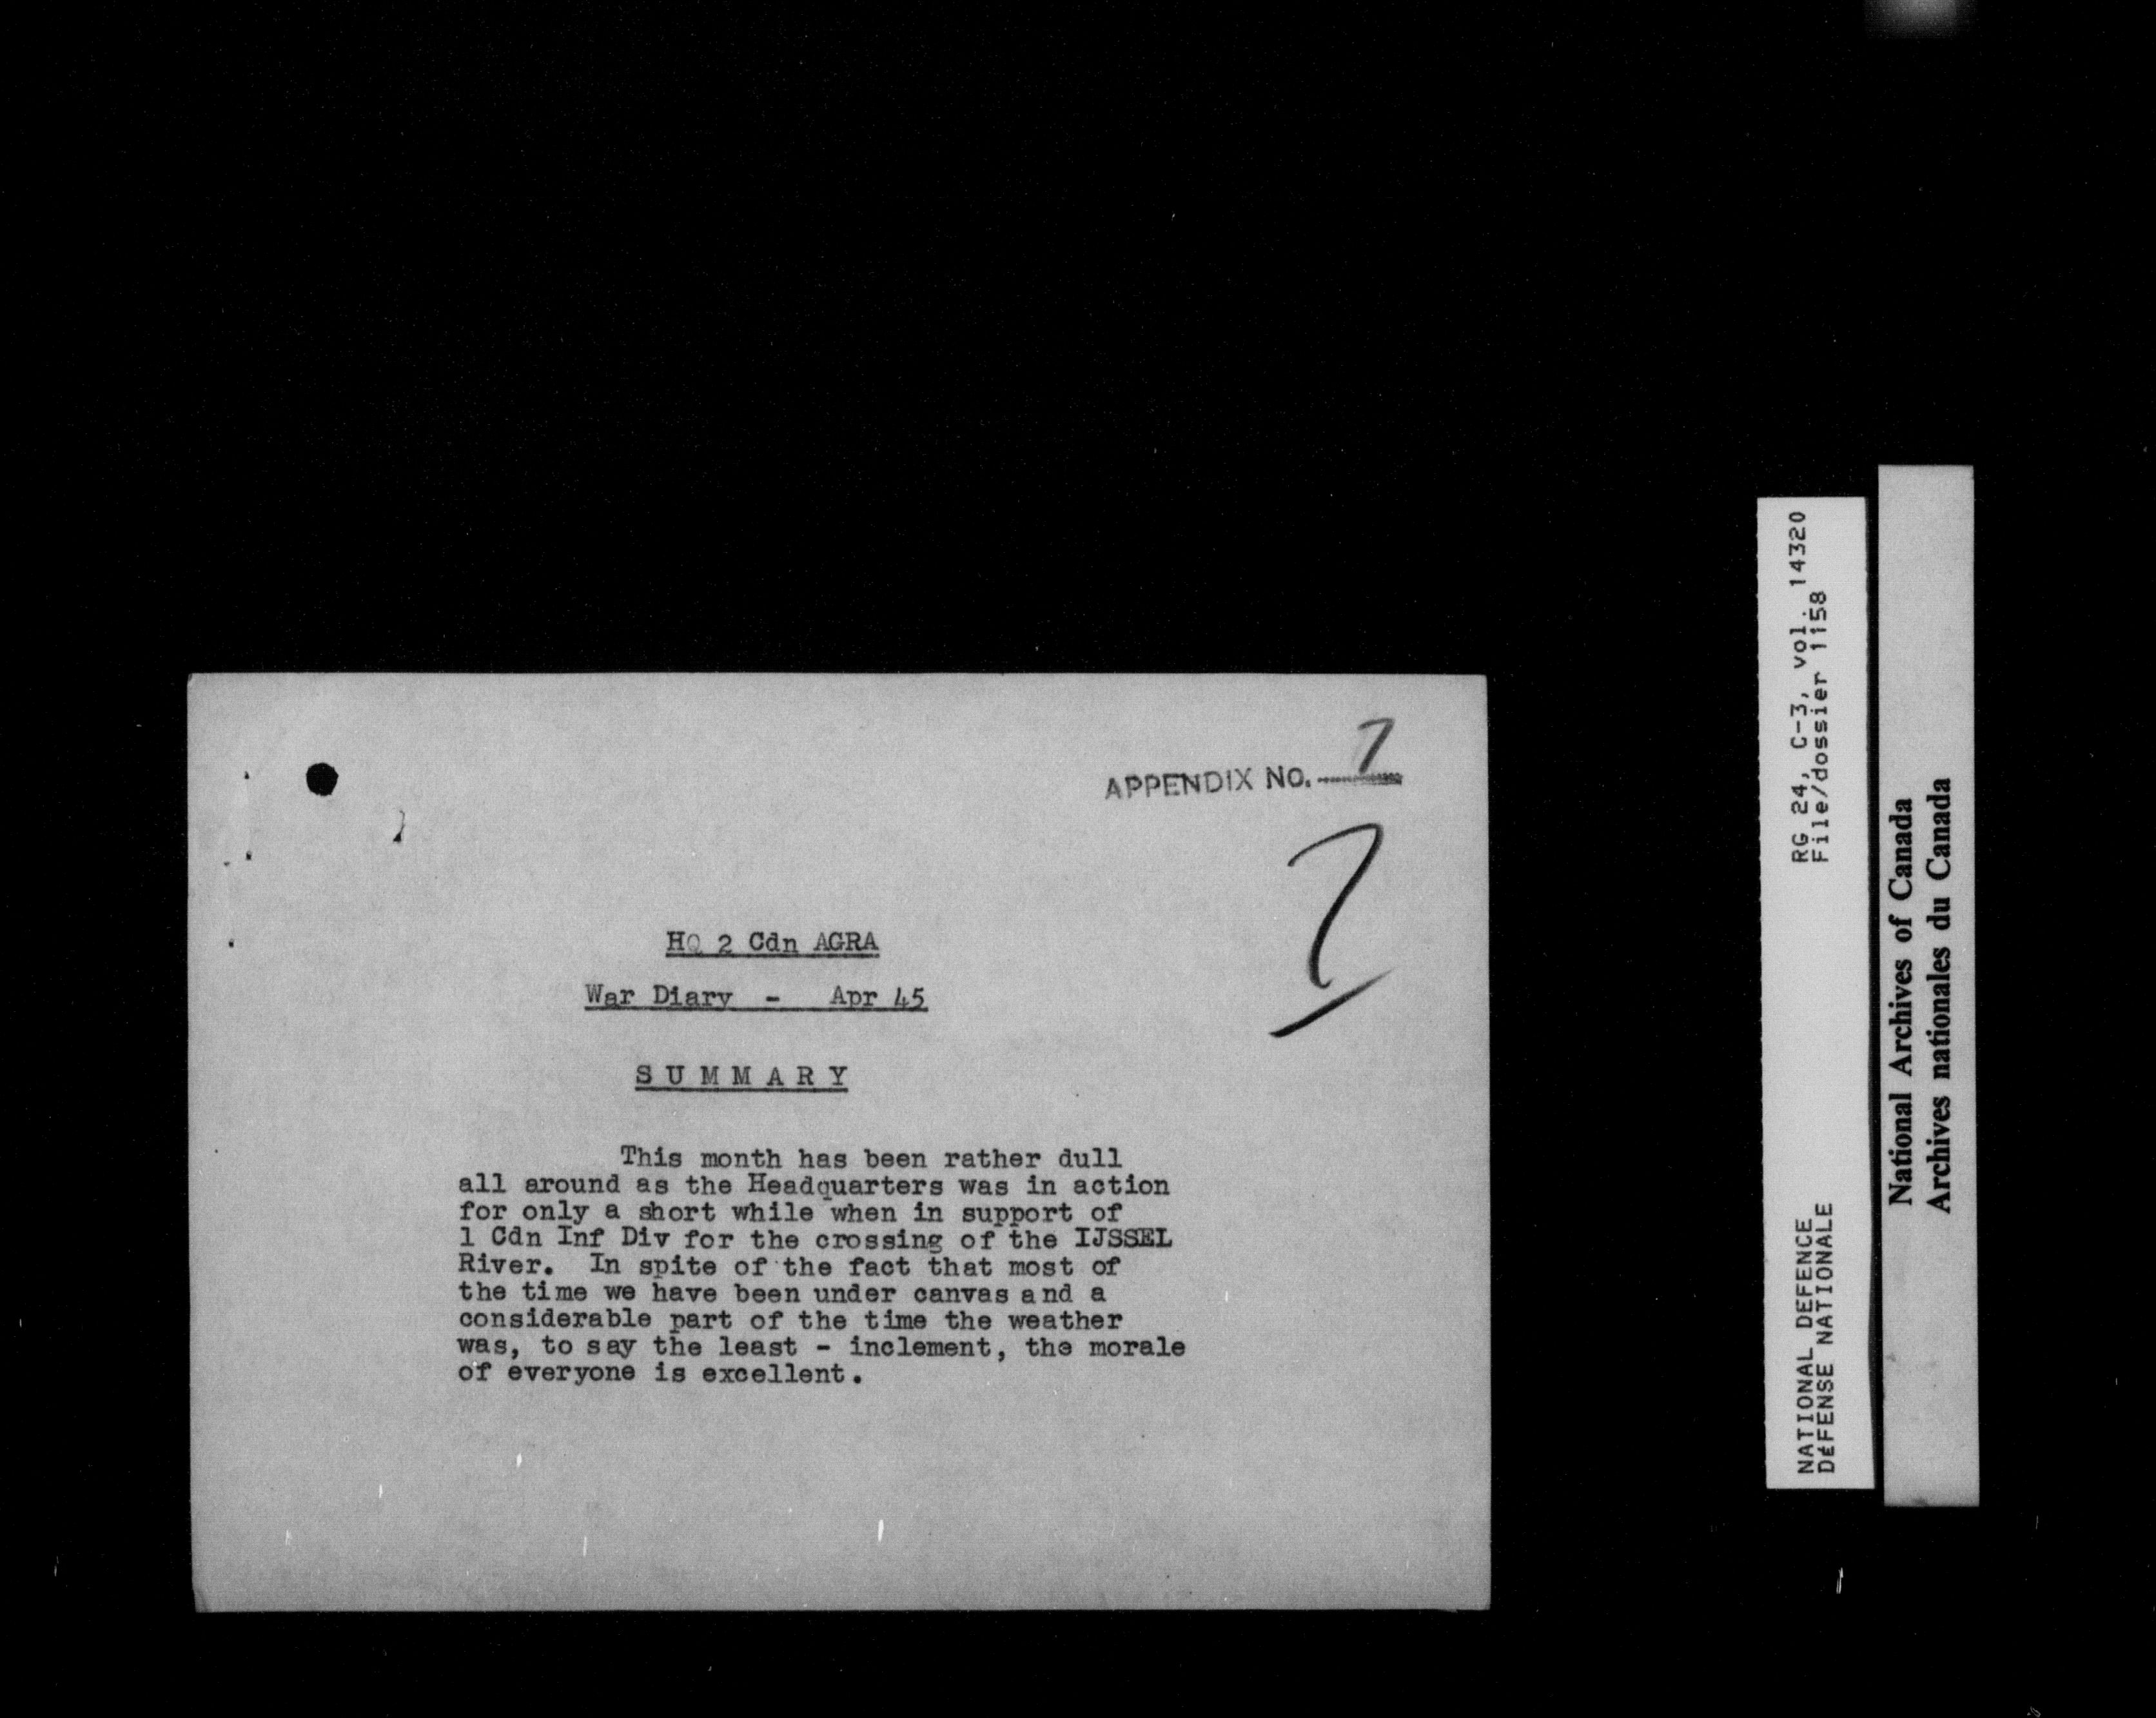 APPENDIX NO. 7
7
HQ 2 Cdn AGRA
War Diary - Apr 45
S U M M A R Y
This month has been rather dull
all around as the Headquarters was in action
for only a short while when in support of
1 Cdn Inf Div for the crossing of the IJSSEL
River. In spite of the fact that most of
the time we have been under canvas and a
considerable part of the time the weather
was, to say the least - inclement, the morale
of everyone is excellent.
NATIONAL DEFENCE RG 24, C-3, vol. 14320
DÉFENSE NATIONALE File/dossier 1158
National Archives of Canada
Archives nationales du Canada